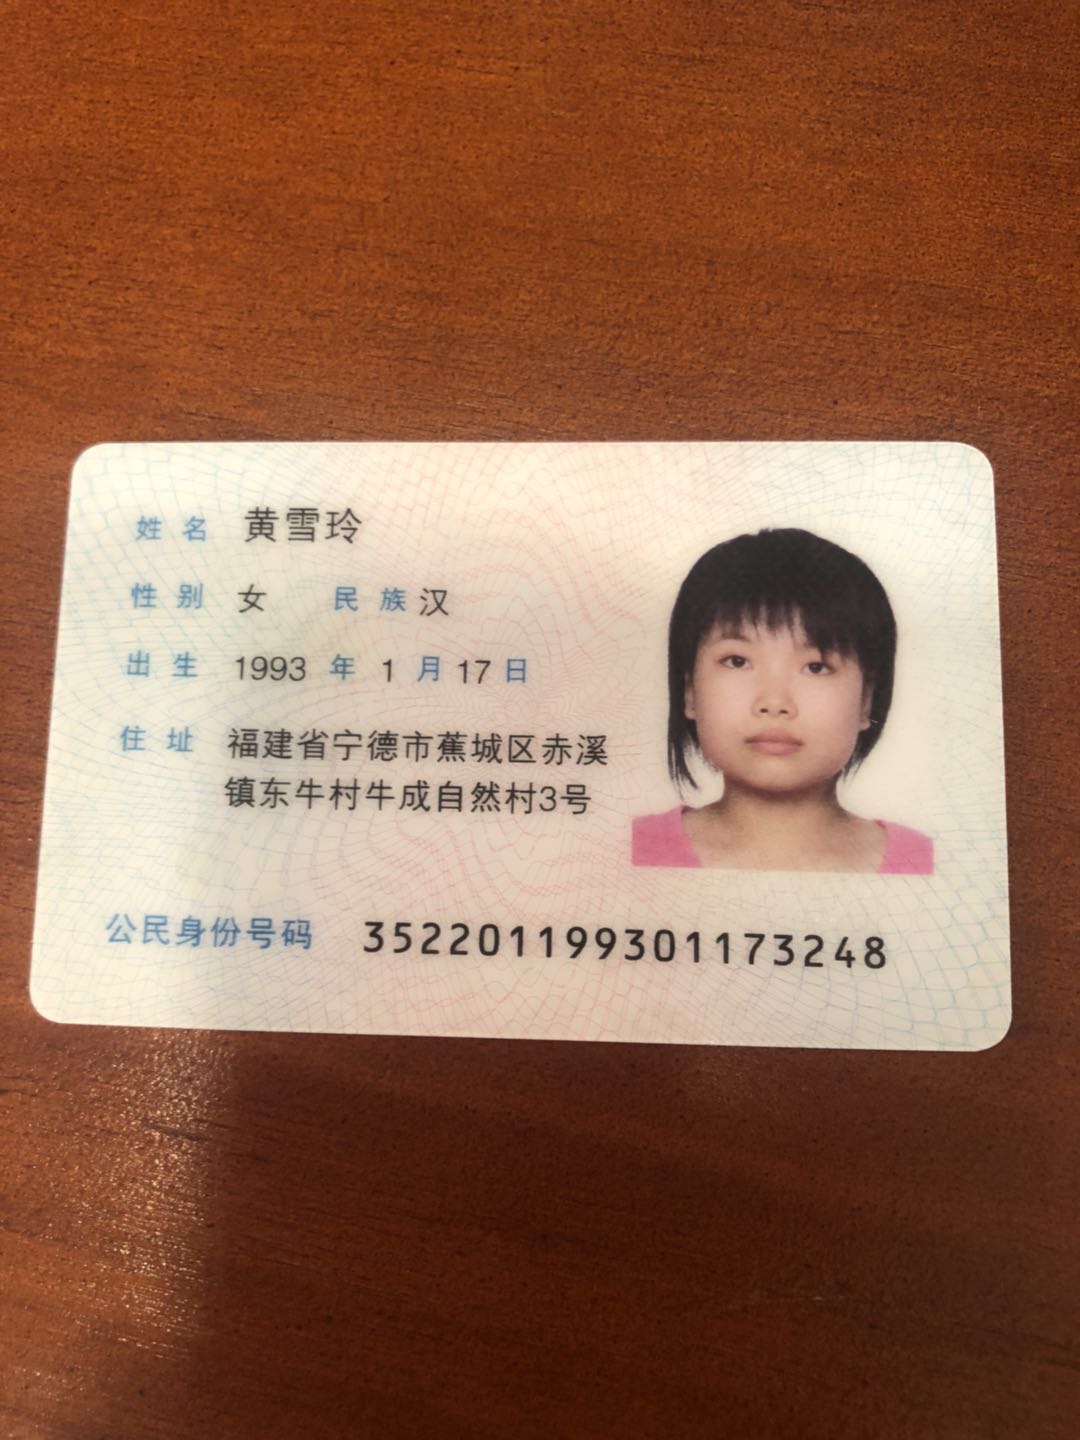 姓名 黄雪玲
性别 女 民族 汉
出生 1993 年 1 月 17 日
住址 福建省宁德市蕉城区赤溪
镇东牛村牛成自然村3号
公民身份号码 352201199301173248